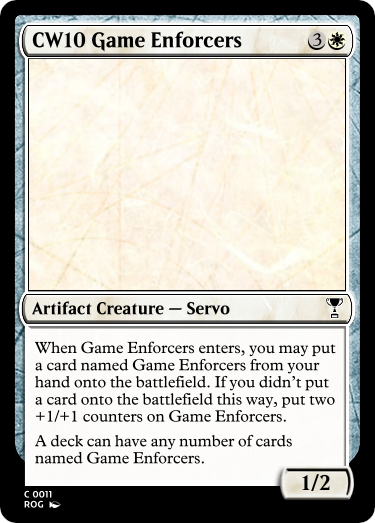 CW10 Game Enforcers 3
Artifact Creature — Servo
When Game Enforcers enters, you may put
a card named Game Enforcers from your
hand onto the battlefield. If you didn't put
a card onto the battlefield this way, put two
+1/+1 counters on Game Enforcers.
A deck can have any number of cards
named Game Enforcers.
1/2
C 0011
ROG